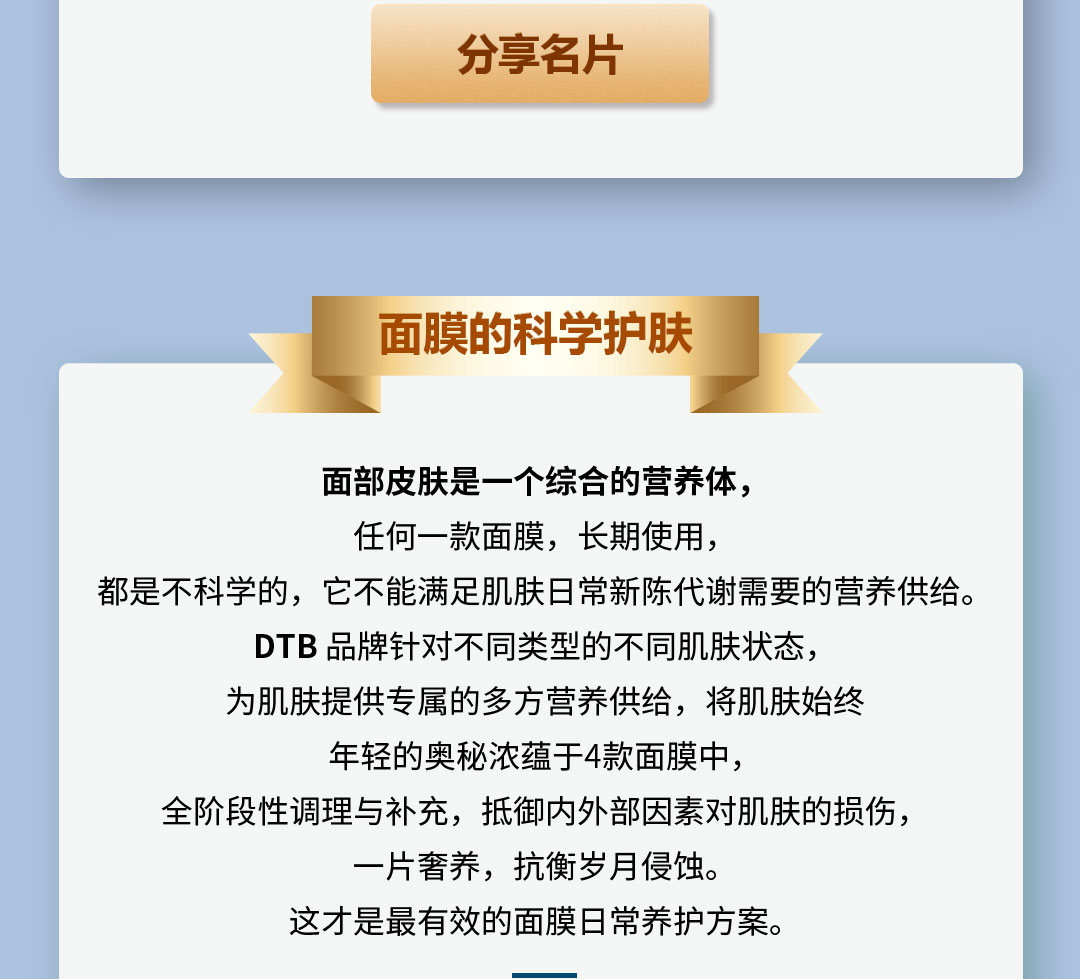 分享名片
面膜的科学护肤
面部皮肤是一个综合的营养体，
任何一款面膜，长期使用，
都是不科学的，它不能满足肌肤日常新陈代谢需要的营养供给。
DTB 品牌针对不同类型的不同肌肤状态，
为肌肤提供专属的多方营养供给，将肌肤始终
年轻的奥秘浓蕴于4款面膜中，
全阶段性调理与补充，抵御内外部因素对肌肤的损伤，
一片奢养，抗衡岁月侵蚀。
这才是最有效的面膜日常养护方案。